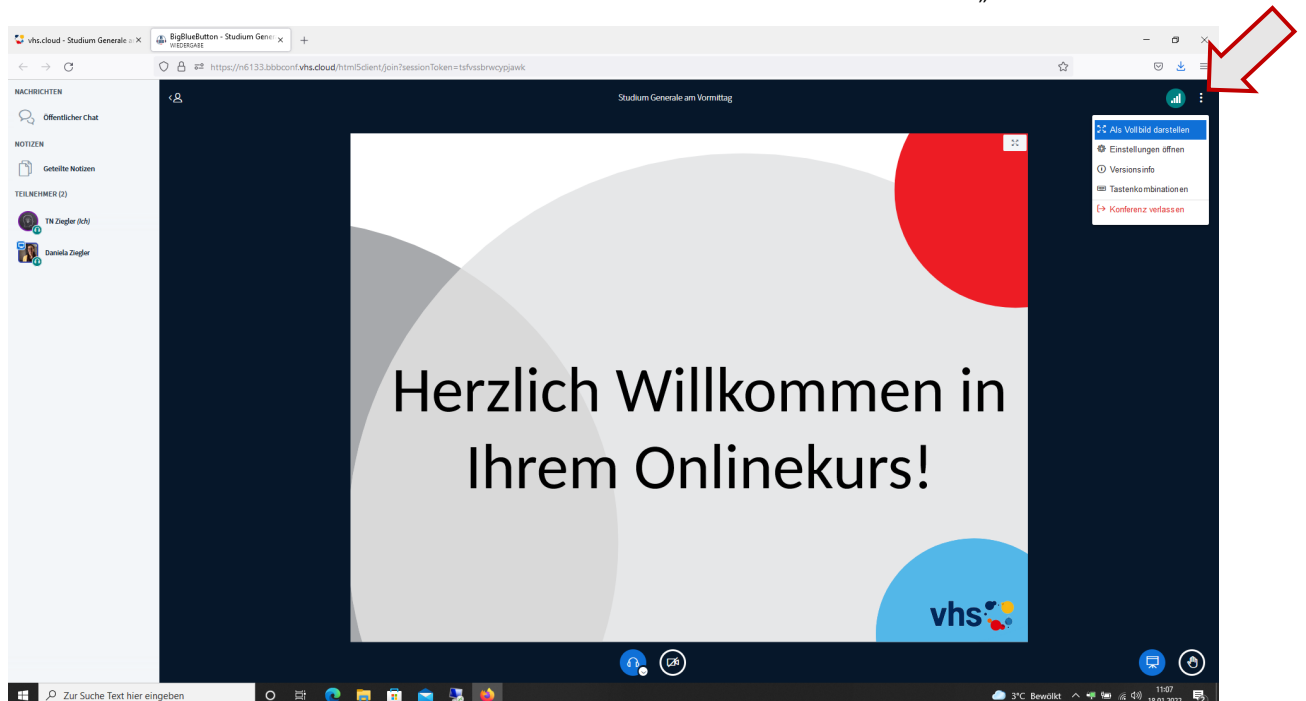 „
vhs.cloud - Studium Generale a
BigBlueButton - Studium Gener
WIEDERGABE
https://n6133.bbbconf.vhs.cloud/html5client/join?sessionToken=tsfvssbrwcypjawk
NACHRICHTEN
Öffentlicher Chat
NOTIZEN
Geteilte Notizen
TEILNEHMER (2)
TN Ziegler (Ich)
Daniela Ziegler
Studium Generale am Vormittag
Als Vollbild darstellen
Einstellungen öffnen
Versionsinfo
Tastenkombinationen
Konferenz verlassen
Herzlich Willkommen in
Ihrem Onlinekurs!
vhs
Zur Suche Text hier eingeben
3°C Bewölkt
11:07
18.01.2022